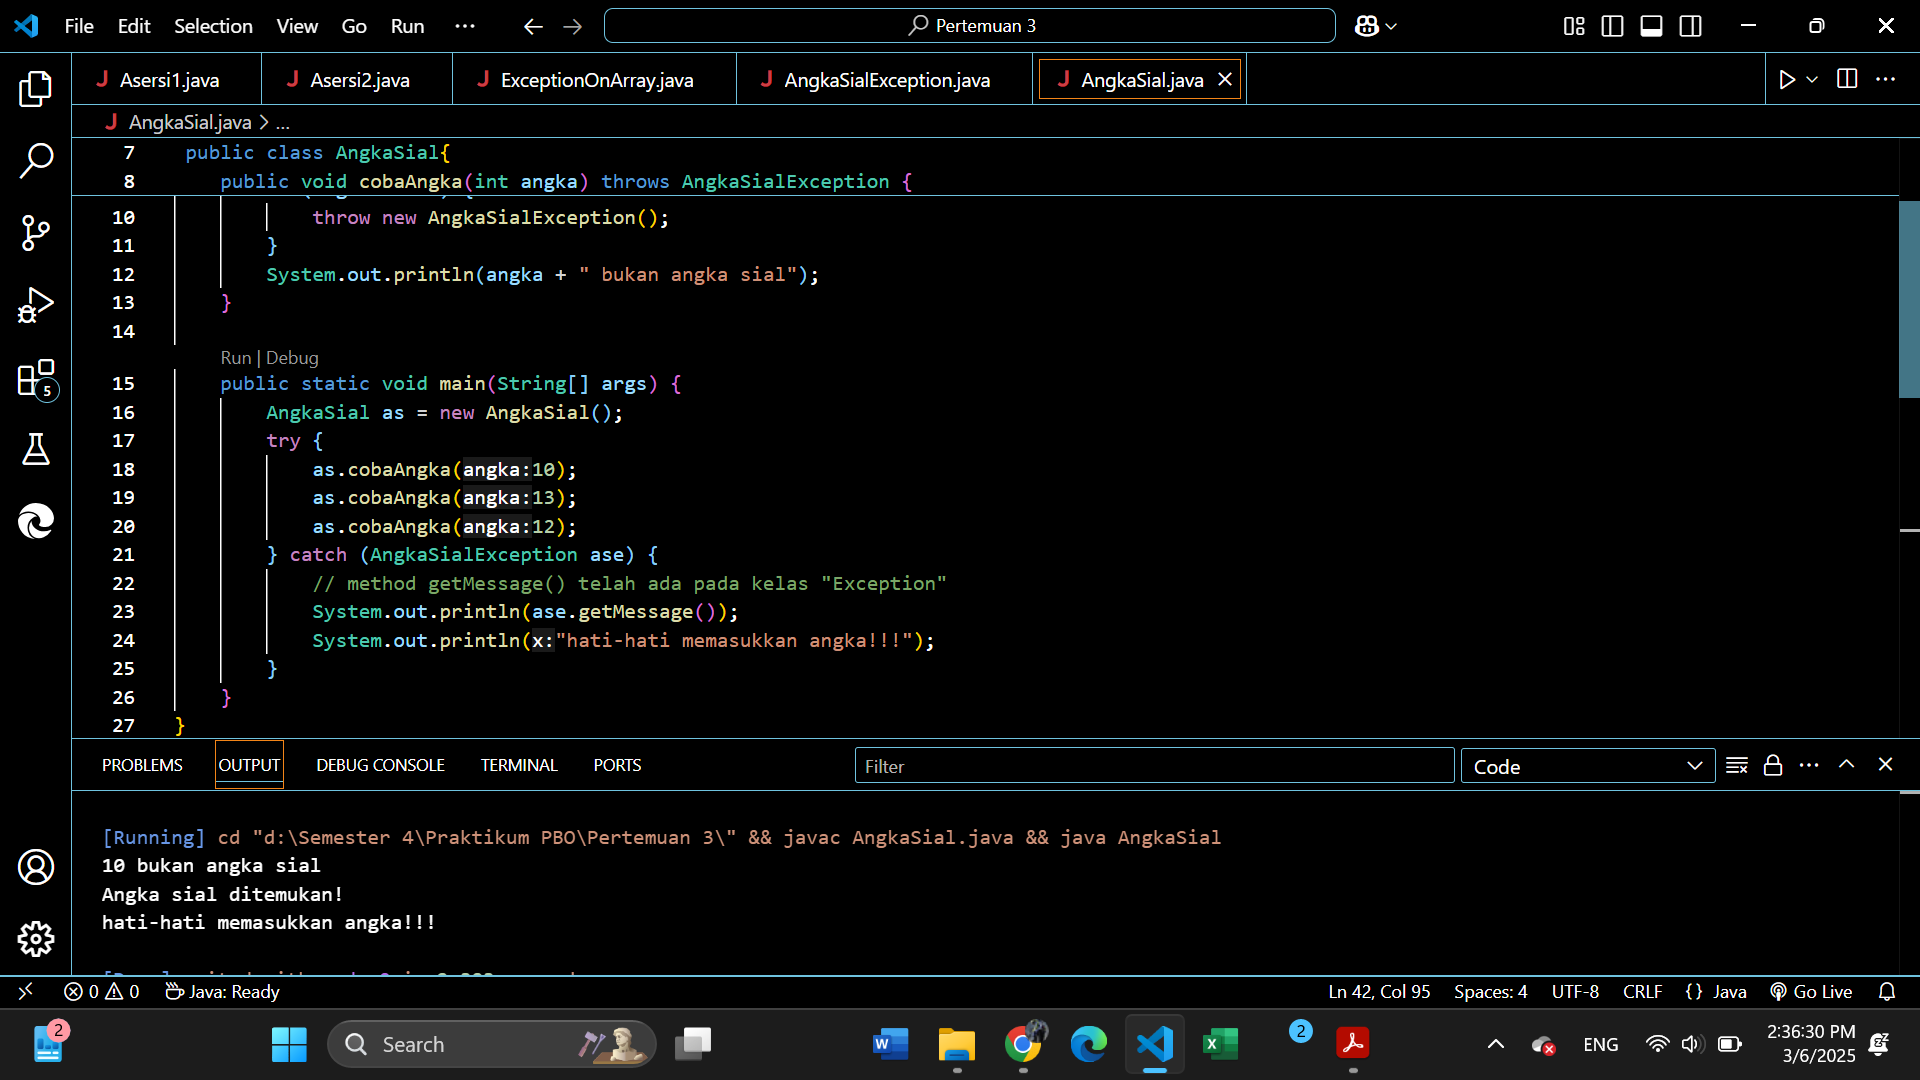 File Edit Selection View Go Run ··· Pertemuan 3
Asersi1.java Asersi2.java ExceptionOnArray.java AngkaSialException.java AngkaSial.java
AngkaSial.java > ...
7 public class AngkaSial{
8 public void cobaAngka(int angka) throws AngkaSialException {
10 throw new AngkaSialException();
11 }
12 System.out.println(angka + " bukan angka sial");
13 }
14
Run | Debug
15 public static void main(String[] args) {
16 AngkaSial as = new AngkaSial();
17 try {
18 as.cobaAngka(angka:10);
19 as.cobaAngka(angka:13);
20 as.cobaAngka(angka:12);
21 } catch (AngkaSialException ase) {
22 // method getMessage() telah ada pada kelas "Exception"
23 System.out.println(ase.getMessage());
24 System.out.println(x:"hati-hati memasukkan angka!!!");
25 }
26 }
27 }
5
PROBLEMS OUTPUT DEBUG CONSOLE TERMINAL PORTS Filter Code
[Running] cd "d:\Semester 4\Praktikum PBO\Pertemuan 3\" && javac AngkaSial.java && java AngkaSial
10 bukan angka sial
Angka sial ditemukan!
hati-hati memasukkan angka!!!
0 0 Java: Ready Ln 42, Col 95 Spaces: 4 UTF-8 CRLF {} Java Go Live
2 Search 2 ENG 2:36:30 PM
3/6/2025